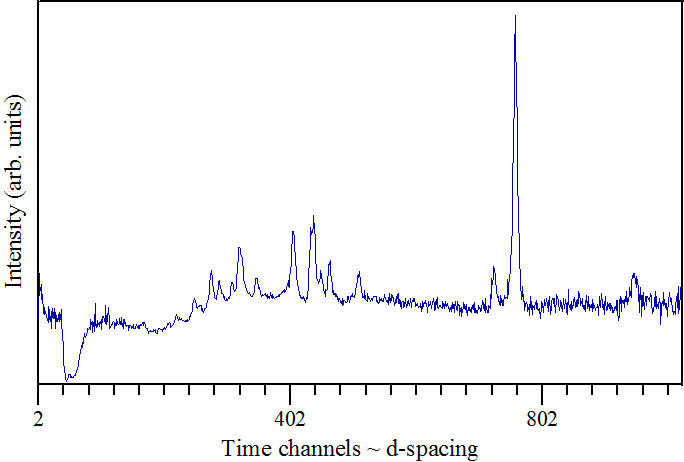 Intensity (arb. units)
2 402 802
Time channels ~ d-spacing